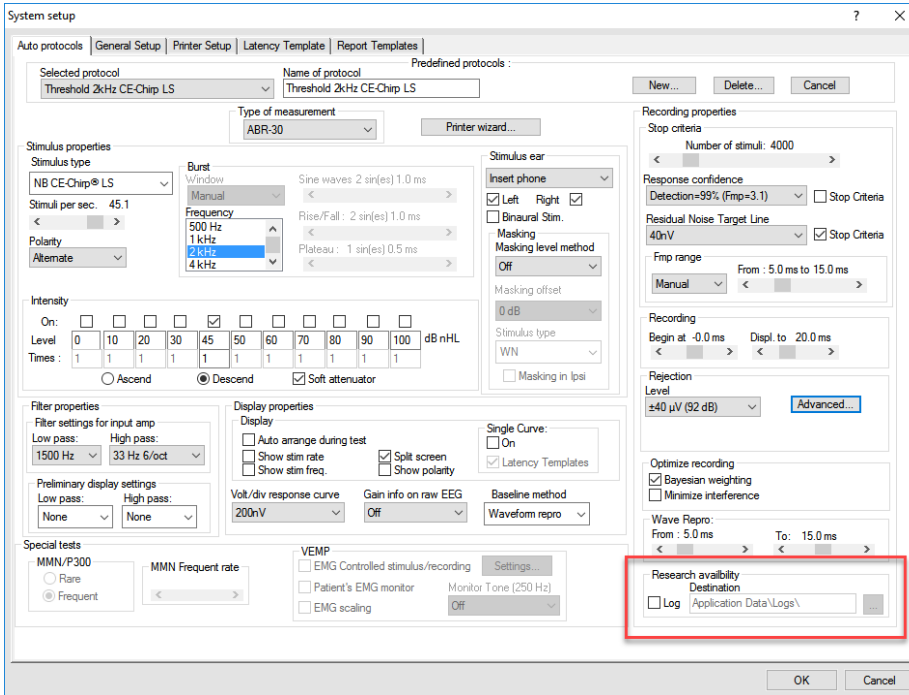 System setup
?
Auto protocols General Setup Printer Setup Latency Template Report Templates
Predefined protocols :
Selected protocol
Threshold 2kHz CE-Chirp LS
Name of protocol
Threshold 2kHz CE-Chirp LS
New... Delete... Cancel
Type of measurement
ABR-30
Printer wizard...
Stimulus properties
Stimulus type
NB CE-Chirp® LS
Stimuli per sec. 45.1
Polarity
Alternate
Burst
Window
Manual
Frequency
500 Hz
1 kHz
2 kHz
4 kHz
Sine waves 2 sin(es) 1.0 ms
Rise/Fall : 2 sin(es) 1.0 ms
Plateau : 1 sin(es) 0.5 ms
Stimulus ear
Insert phone
Left Right
Binaural Stim.
Masking
Masking level method
Off
Masking offset
0 dB
Stimulus type
WN
Masking in Ipsi
Intensity
On:
Level 0 10 20 30 45 50 60 70 80 90 100 dB nHL
Times : 1 1 1 1 1 1 1 1 1 1 1
Ascend Descend Soft attenuator
Filter properties
Filter settings for input amp
Low pass: High pass:
1500 Hz 33 Hz 6/oct
Preliminary display settings
Low pass: High pass:
None None
Display properties
Display
Auto arrange during test
Show stim rate Split screen
Show stim freq. Show polarity
Single Curve:
On
Latency Templates
Volt/div response curve Gain info on raw EEG Baseline method
200nV Off Waveform repro
Special tests
MMN/P300
Rare
Frequent
MMN Frequent rate
VEMP
EMG Controlled stimulus/recording Settings...
Patient's EMG monitor Monitor Tone (250 Hz)
EMG scaling Off
Recording properties
Stop criteria
Number of stimuli: 4000
Response confidence
Detection=99% (Fmp=3.1) Stop Criteria
Residual Noise Target Line
40nV Stop Criteria
Fmp range
Manual From : 5.0 ms to 15.0 ms
Recording
Begin at -0.0 ms Displ. to 20.0 ms
Rejection
Level
±40 µV (92 dB) Advanced...
Optimize recording
Bayesian weighting
Minimize interference
Wave Repro:
From : 5.0 ms To: 15.0 ms
Research availbility
Destination
Log Application Data\Logs\ ...
OK Cancel